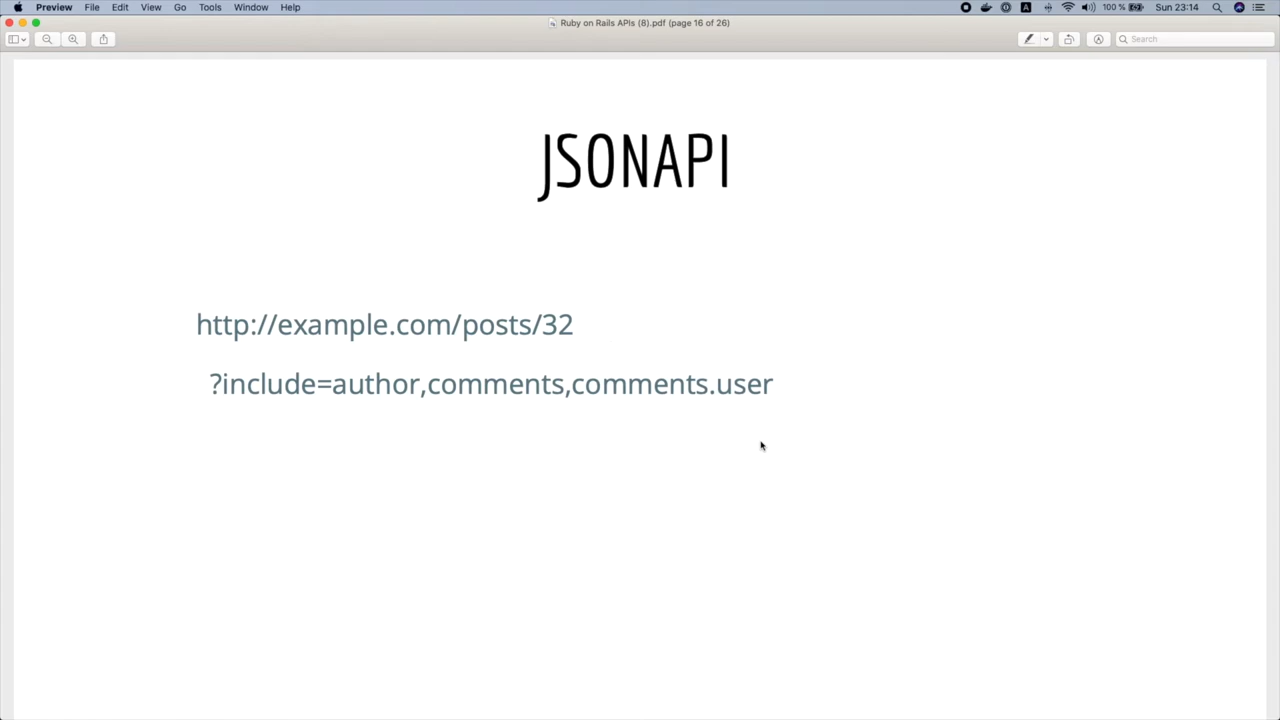 Preview File Edit View Go Tools Window Help 100 % Sun 23:14
Ruby on Rails APIs (8).pdf (page 16 of 26)
Search
JSONAPI
http://example.com/posts/32
?include=author,comments,comments.user